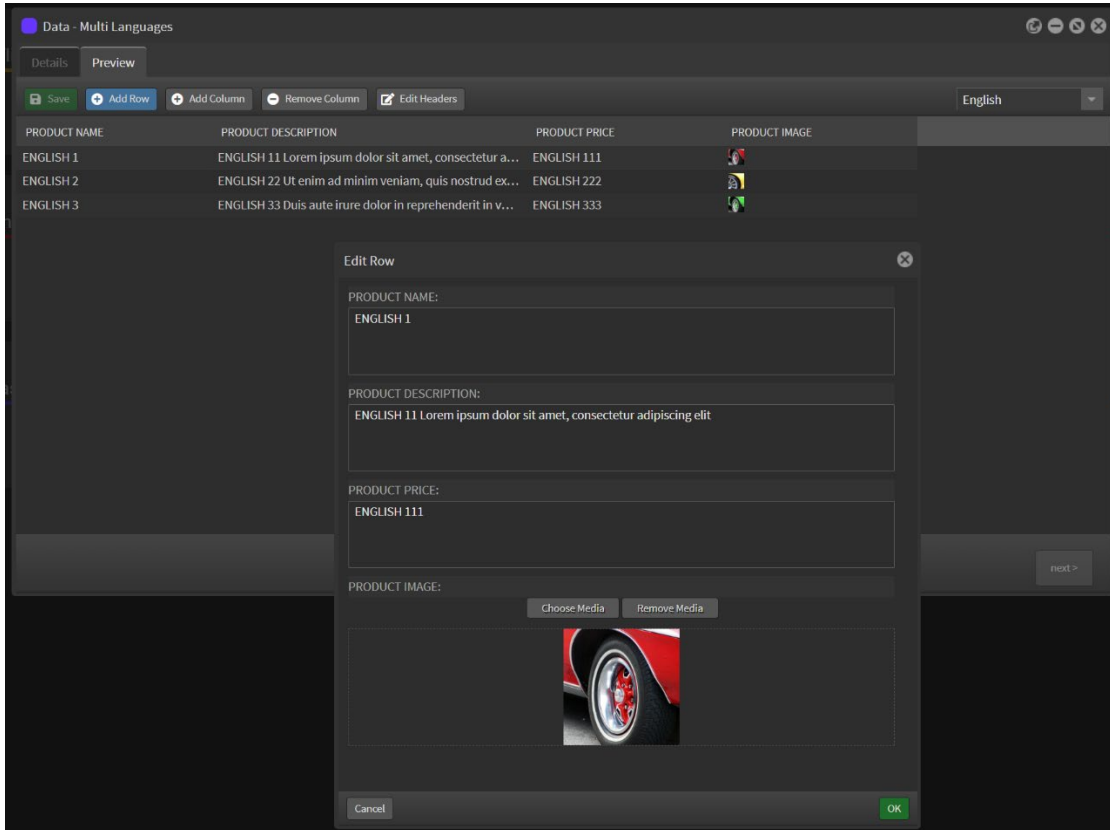 Data - Multi Languages
Details Preview
Save Add Row Add Column Remove Column Edit Headers English
PRODUCT NAME PRODUCT DESCRIPTION PRODUCT PRICE PRODUCT IMAGE
ENGLISH 1 ENGLISH 11 Lorem ipsum dolor sit amet, consectetur a... ENGLISH 111
ENGLISH 2 ENGLISH 22 Ut enim ad minim veniam, quis nostrud ex... ENGLISH 222
ENGLISH 3 ENGLISH 33 Duis aute irure dolor in reprehenderit in v... ENGLISH 333
Edit Row
PRODUCT NAME:
ENGLISH 1
PRODUCT DESCRIPTION:
ENGLISH 11 Lorem ipsum dolor sit amet, consectetur adipiscing elit
PRODUCT PRICE:
ENGLISH 111
next >
PRODUCT IMAGE:
Choose Media Remove Media
Cancel OK